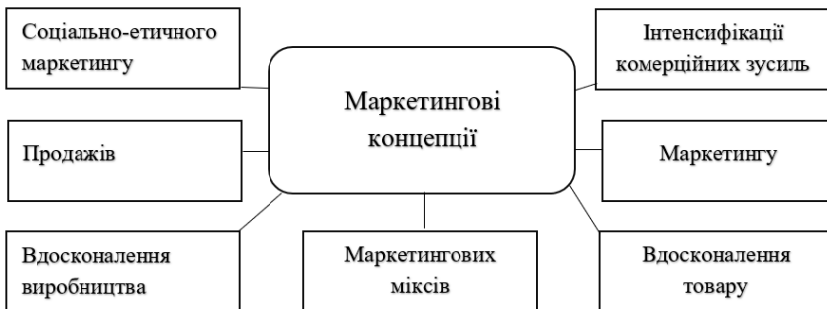 Соціально-етичного
маркетингу
Маркетингові
концепції
Інтенсифікації
комерційних зусиль
Продажів
Маркетингу
Вдосконалення
виробництва
Маркетингових
міксів
Вдосконалення
товару